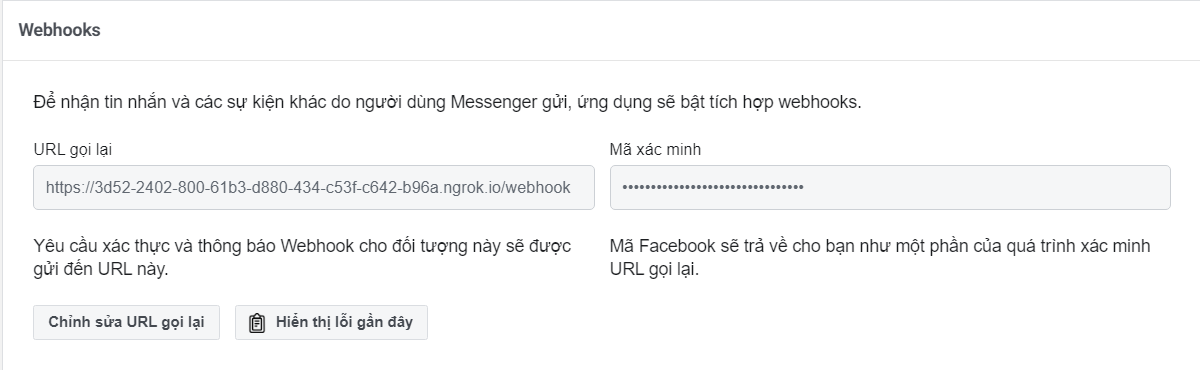 Webhooks
Để nhận tin nhắn và các sự kiện khác do người dùng Messenger gửi, ứng dụng sẽ bật tích hợp webhooks.
URL gọi lại
Mã xác minh
https://3d52-2402-800-61b3-d880-434-c53f-c642-b96a.ngrok.io/webhook
••••••••••••••••••••••••••••••••
Yêu cầu xác thực và thông báo Webhook cho đối tượng này sẽ được
gửi đến URL này.
Mã Facebook sẽ trả về cho bạn như một phần của quá trình xác minh
URL gọi lại.
Chỉnh sửa URL gọi lại
Hiển thị lỗi gần đây